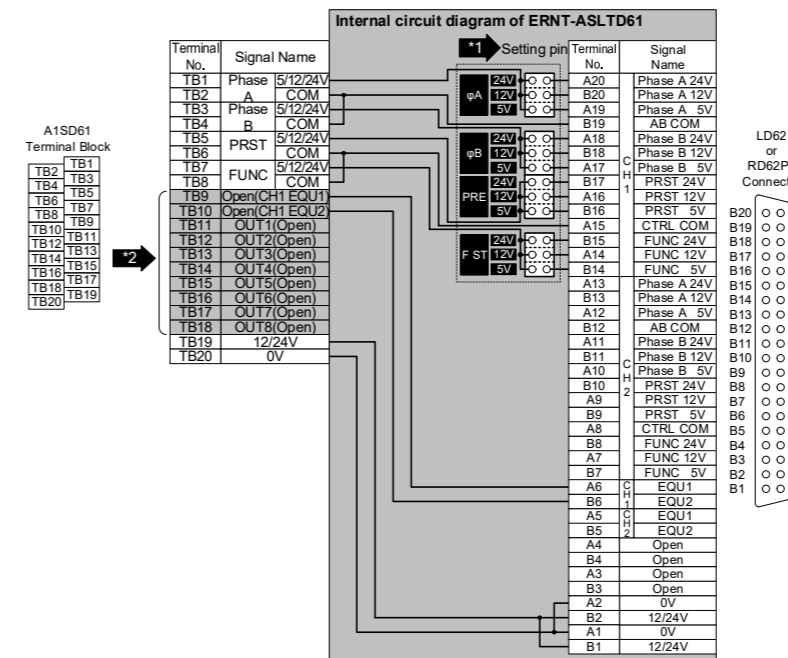 Internal circuit diagram of ERNT-ASLTD61
*1 Setting pin
A1SD61
Terminal Block
TB1
TB2
TB3
TB4
TB5
TB6
TB7
TB8
TB9
TB10
TB11
TB12
TB13
TB14
TB15
TB16
TB17
TB18
TB19
TB20
*2
Terminal No. Signal Name
TB1 Phase A 5/12/24V
TB2 COM
TB3 Phase B 5/12/24V
TB4 COM
TB5 PRST 5/12/24V
TB6 COM
TB7 FUNC 5/12/24V
TB8 COM
TB9 Open(CH1 EQU1)
TB10 Open(CH1 EQU2)
TB11 OUT1(Open)
TB12 OUT2(Open)
TB13 OUT3(Open)
TB14 OUT4(Open)
TB15 OUT5(Open)
TB16 OUT6(Open)
TB17 OUT7(Open)
TB18 OUT8(Open)
TB19 12/24V
TB20 0V
φA 24V
12V
5V
φB 24V
12V
5V
PRE 24V
12V
5V
F ST 24V
12V
5V
Terminal No. Signal Name
CH1
A20 Phase A 24V
B20 Phase A 12V
A19 Phase A 5V
B19 AB COM
A18 Phase B 24V
B18 Phase B 12V
A17 Phase B 5V
B17 PRST 24V
A16 PRST 12V
B16 PRST 5V
A15 CTRL COM
B15 FUNC 24V
A14 FUNC 12V
B14 FUNC 5V
CH2
A13 Phase A 24V
B13 Phase A 12V
A12 Phase A 5V
B12 AB COM
A11 Phase B 24V
B11 Phase B 12V
A10 Phase B 5V
B10 PRST 24V
A9 PRST 12V
B9 PRST 5V
A8 CTRL COM
B8 FUNC 24V
A7 FUNC 12V
B7 FUNC 5V
CH1
A6 EQU1
B6 EQU2
CH2
A5 EQU1
B5 EQU2
A4 Open
B4 Open
A3 Open
B3 Open
A2 0V
B2 12/24V
A1 0V
B1 12/24V
LD62
or
RD62P
Connect
B20
B19
B18
B17
B16
B15
B14
B13
B12
B11
B10
B9
B8
B7
B6
B5
B4
B3
B2
B1